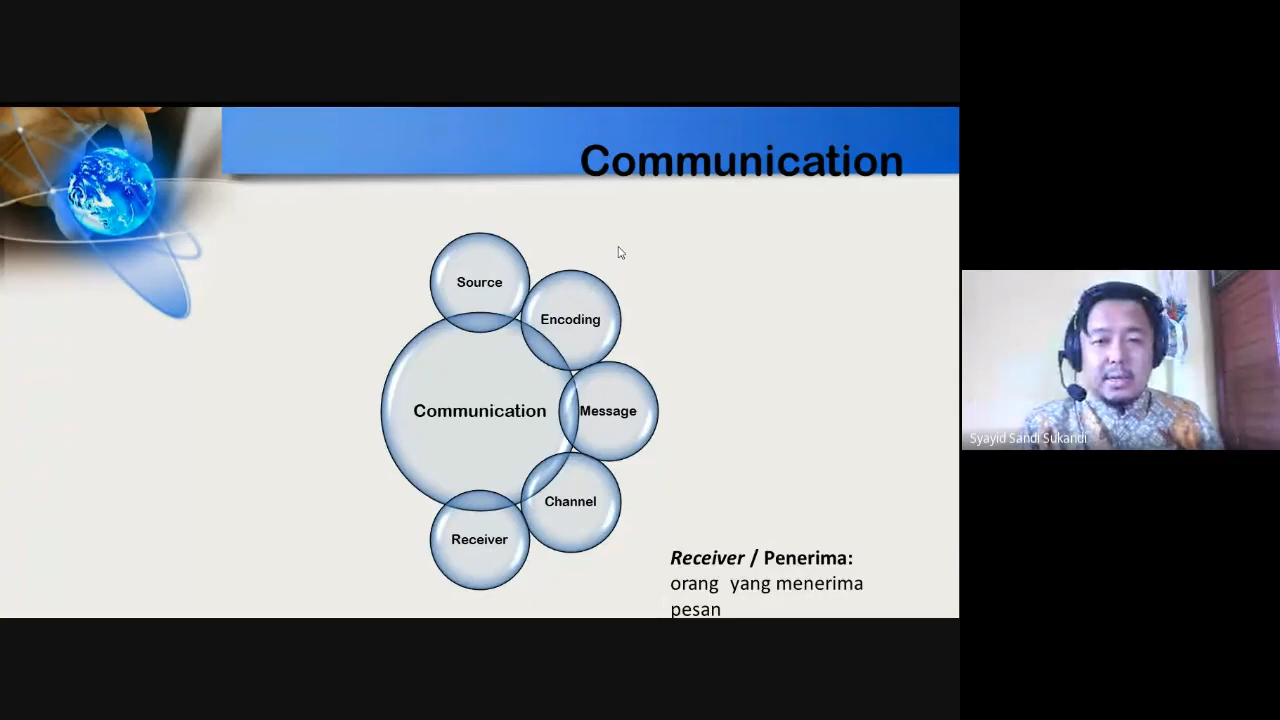 Communication
Source
Encoding
Communication
Message
Channel
Receiver
Receiver / Penerima:
orang yang menerima
pesan
Syayid Sandi Sukandi